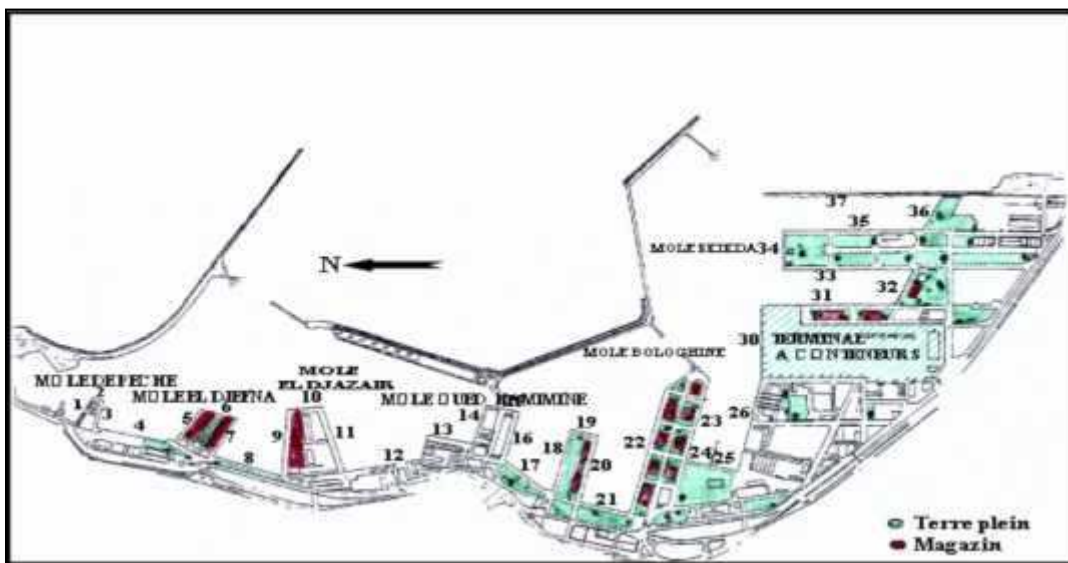 MOLE DE PECHE
1
2
3
4
MOLE EL DJEFNA
5
6
7
8
MOLE
EL DJAZAIR
9
10
11
12
13
14
16
17
18
19
20
21
MOLE BOLOGHINE
22
23
24
25
26
30
TERMINAL
A CONTENEURS
31
32
33
MOLE SKIKDA 34
35
36
37
N
Terre plein
Magazin